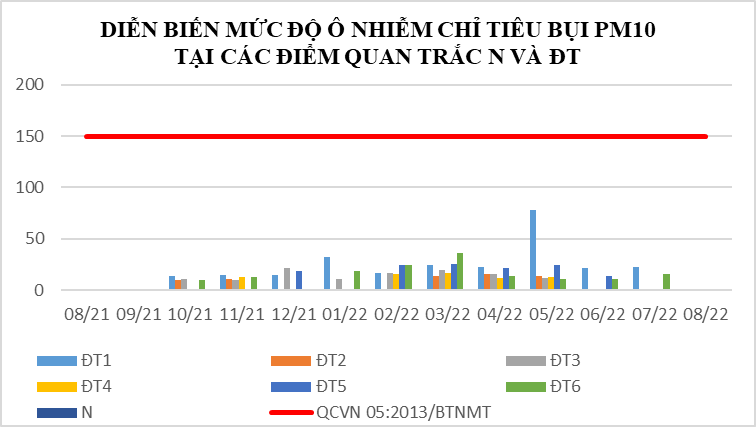 DIỄN BIẾN MỨC ĐỘ Ô NHIỄM CHỈ TIÊU BỤI PM10
TẠI CÁC ĐIỂM QUAN TRẮC N VÀ ĐT
200
150
100
50
0
08/21 09/21 10/21 11/21 12/21 01/22 02/22 03/22 04/22 05/22 06/22 07/22 08/22
ĐT1 ĐT2 ĐT3
ĐT4 ĐT5 ĐT6
N QCVN 05:2013/BTNMT